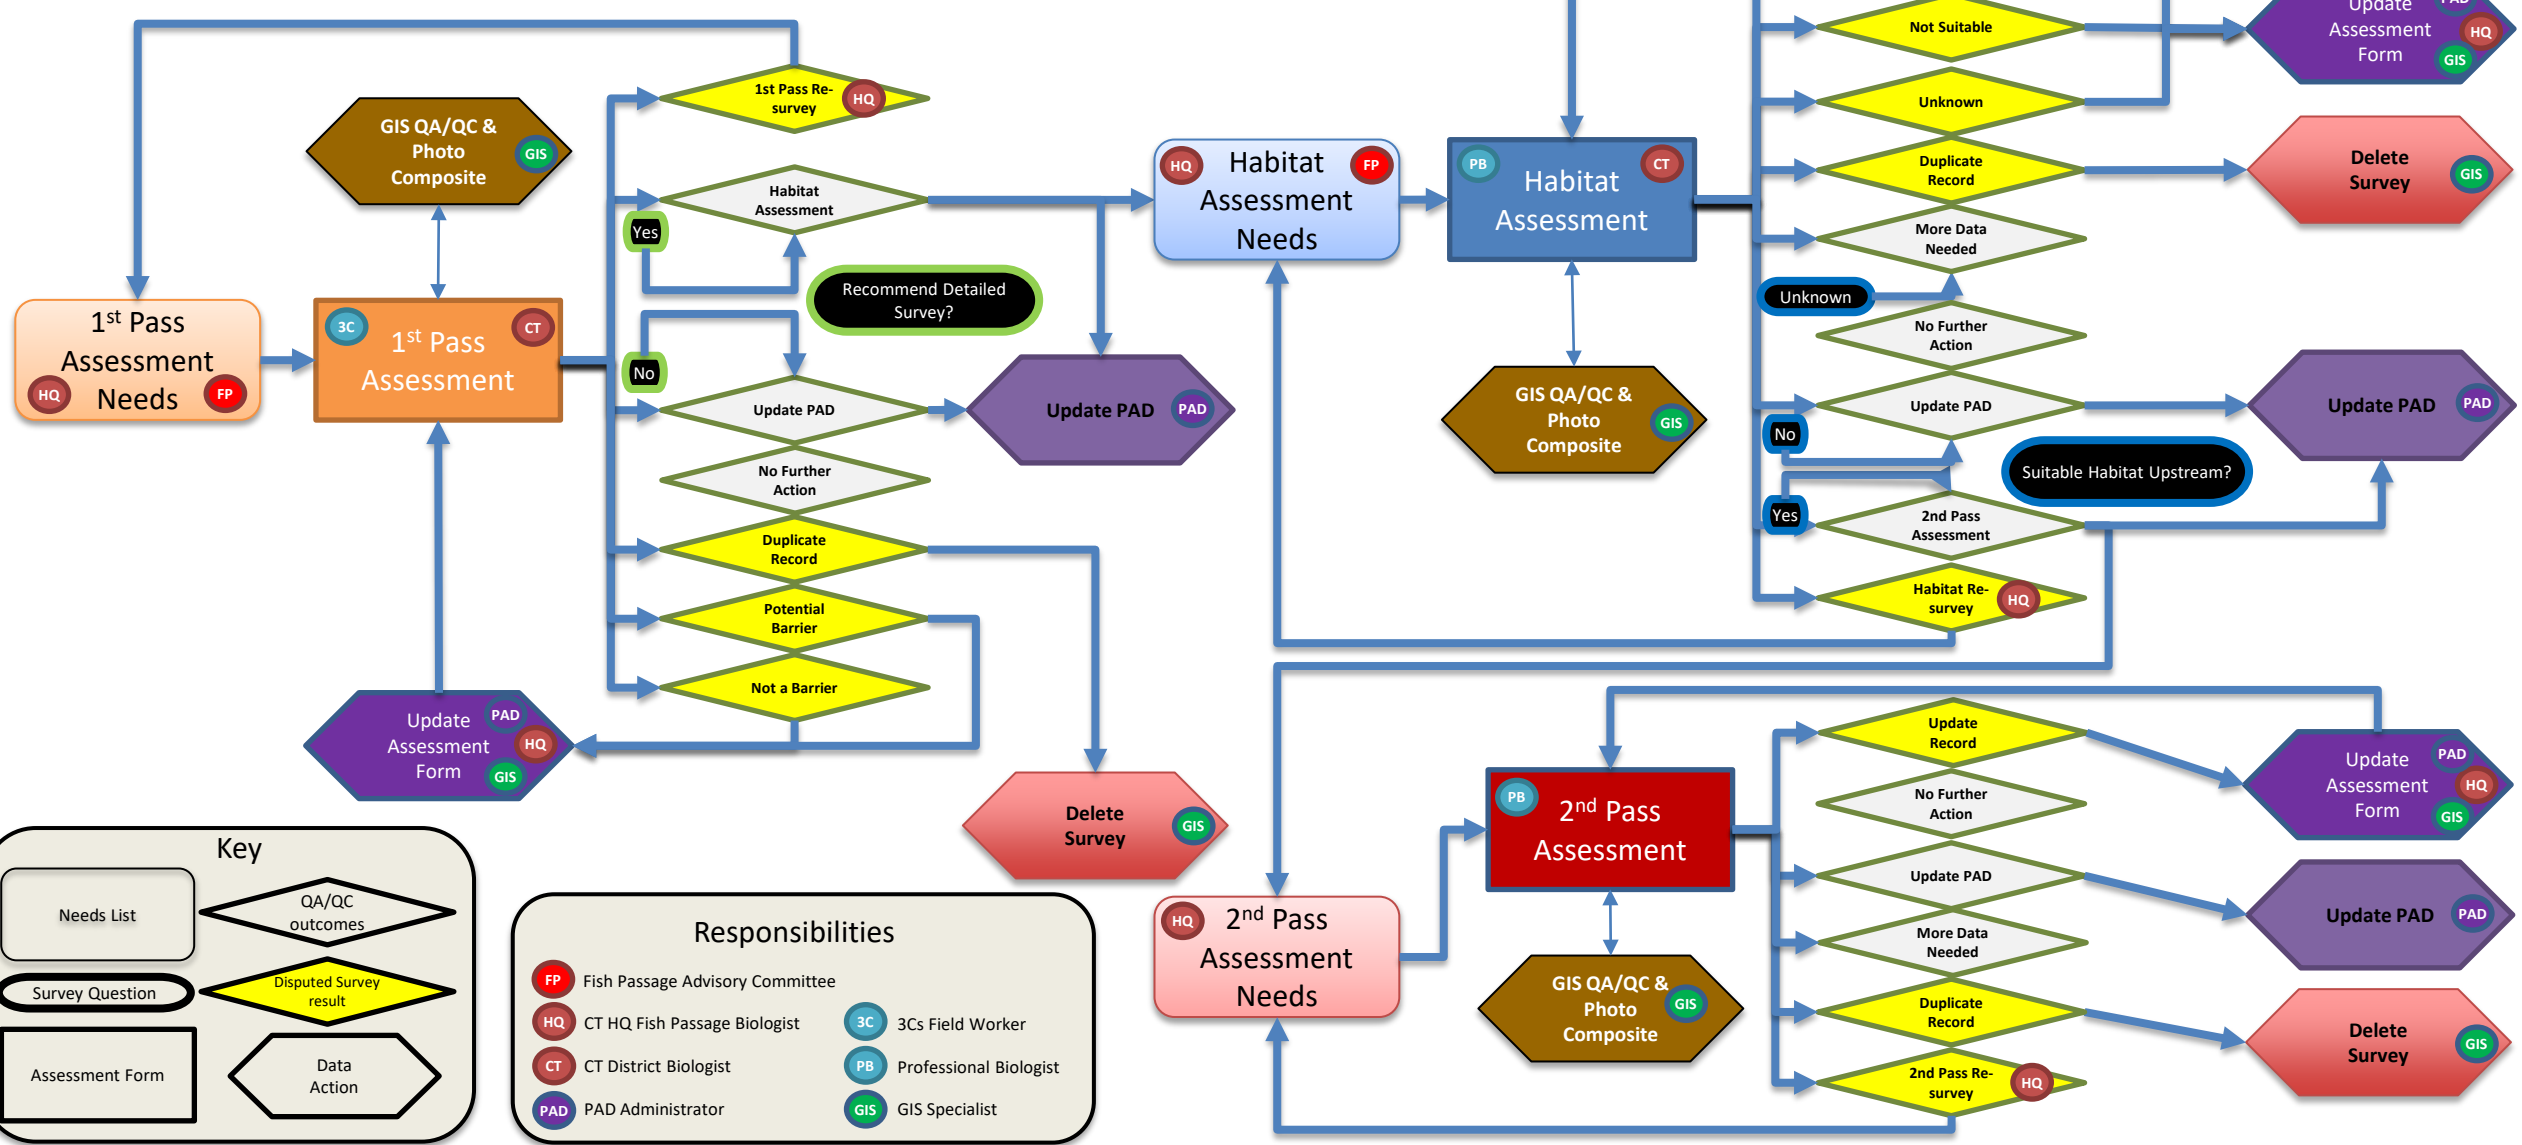 1st Pass Re-
survey
HQ
GIS QA/QC &
Photo
Composite
GIS
Habitat
Assessment
Yes
Recommend Detailed
Survey?
No
1st Pass
Assessment
Needs
HQ
FP
3C
CT
1st Pass
Assessment
Update PAD
Update PAD
PAD
No Further
Action
Duplicate
Record
Potential
Barrier
Not a Barrier
Update
Assessment
Form
PAD
HQ
GIS
Delete
Survey
GIS
HQ
FP
Habitat
Assessment
Needs
PB
CT
Habitat
Assessment
GIS QA/QC &
Photo
Composite
GIS
Not Suitable
Unknown
Duplicate
Record
More Data
Needed
Unknown
No Further
Action
Update PAD
No
Suitable Habitat Upstream?
Yes
2nd Pass
Assessment
Habitat Re-
survey
HQ
Update
Assessment
Form
PAD
HQ
GIS
Delete
Survey
GIS
Update PAD
PAD
HQ
2nd Pass
Assessment
Needs
PB
2nd Pass
Assessment
GIS QA/QC &
Photo
Composite
GIS
Update
Record
No Further
Action
Update PAD
More Data
Needed
Duplicate
Record
2nd Pass Re-
survey
HQ
Update
Assessment
Form
PAD
HQ
GIS
Update PAD
PAD
Delete
Survey
GIS
Key
Needs List
QA/QC
outcomes
Survey Question
Disputed Survey
result
Assessment Form
Data
Action
Responsibilities
FP Fish Passage Advisory Committee
HQ CT HQ Fish Passage Biologist
3C 3Cs Field Worker
CT CT District Biologist
PB Professional Biologist
PAD PAD Administrator
GIS GIS Specialist